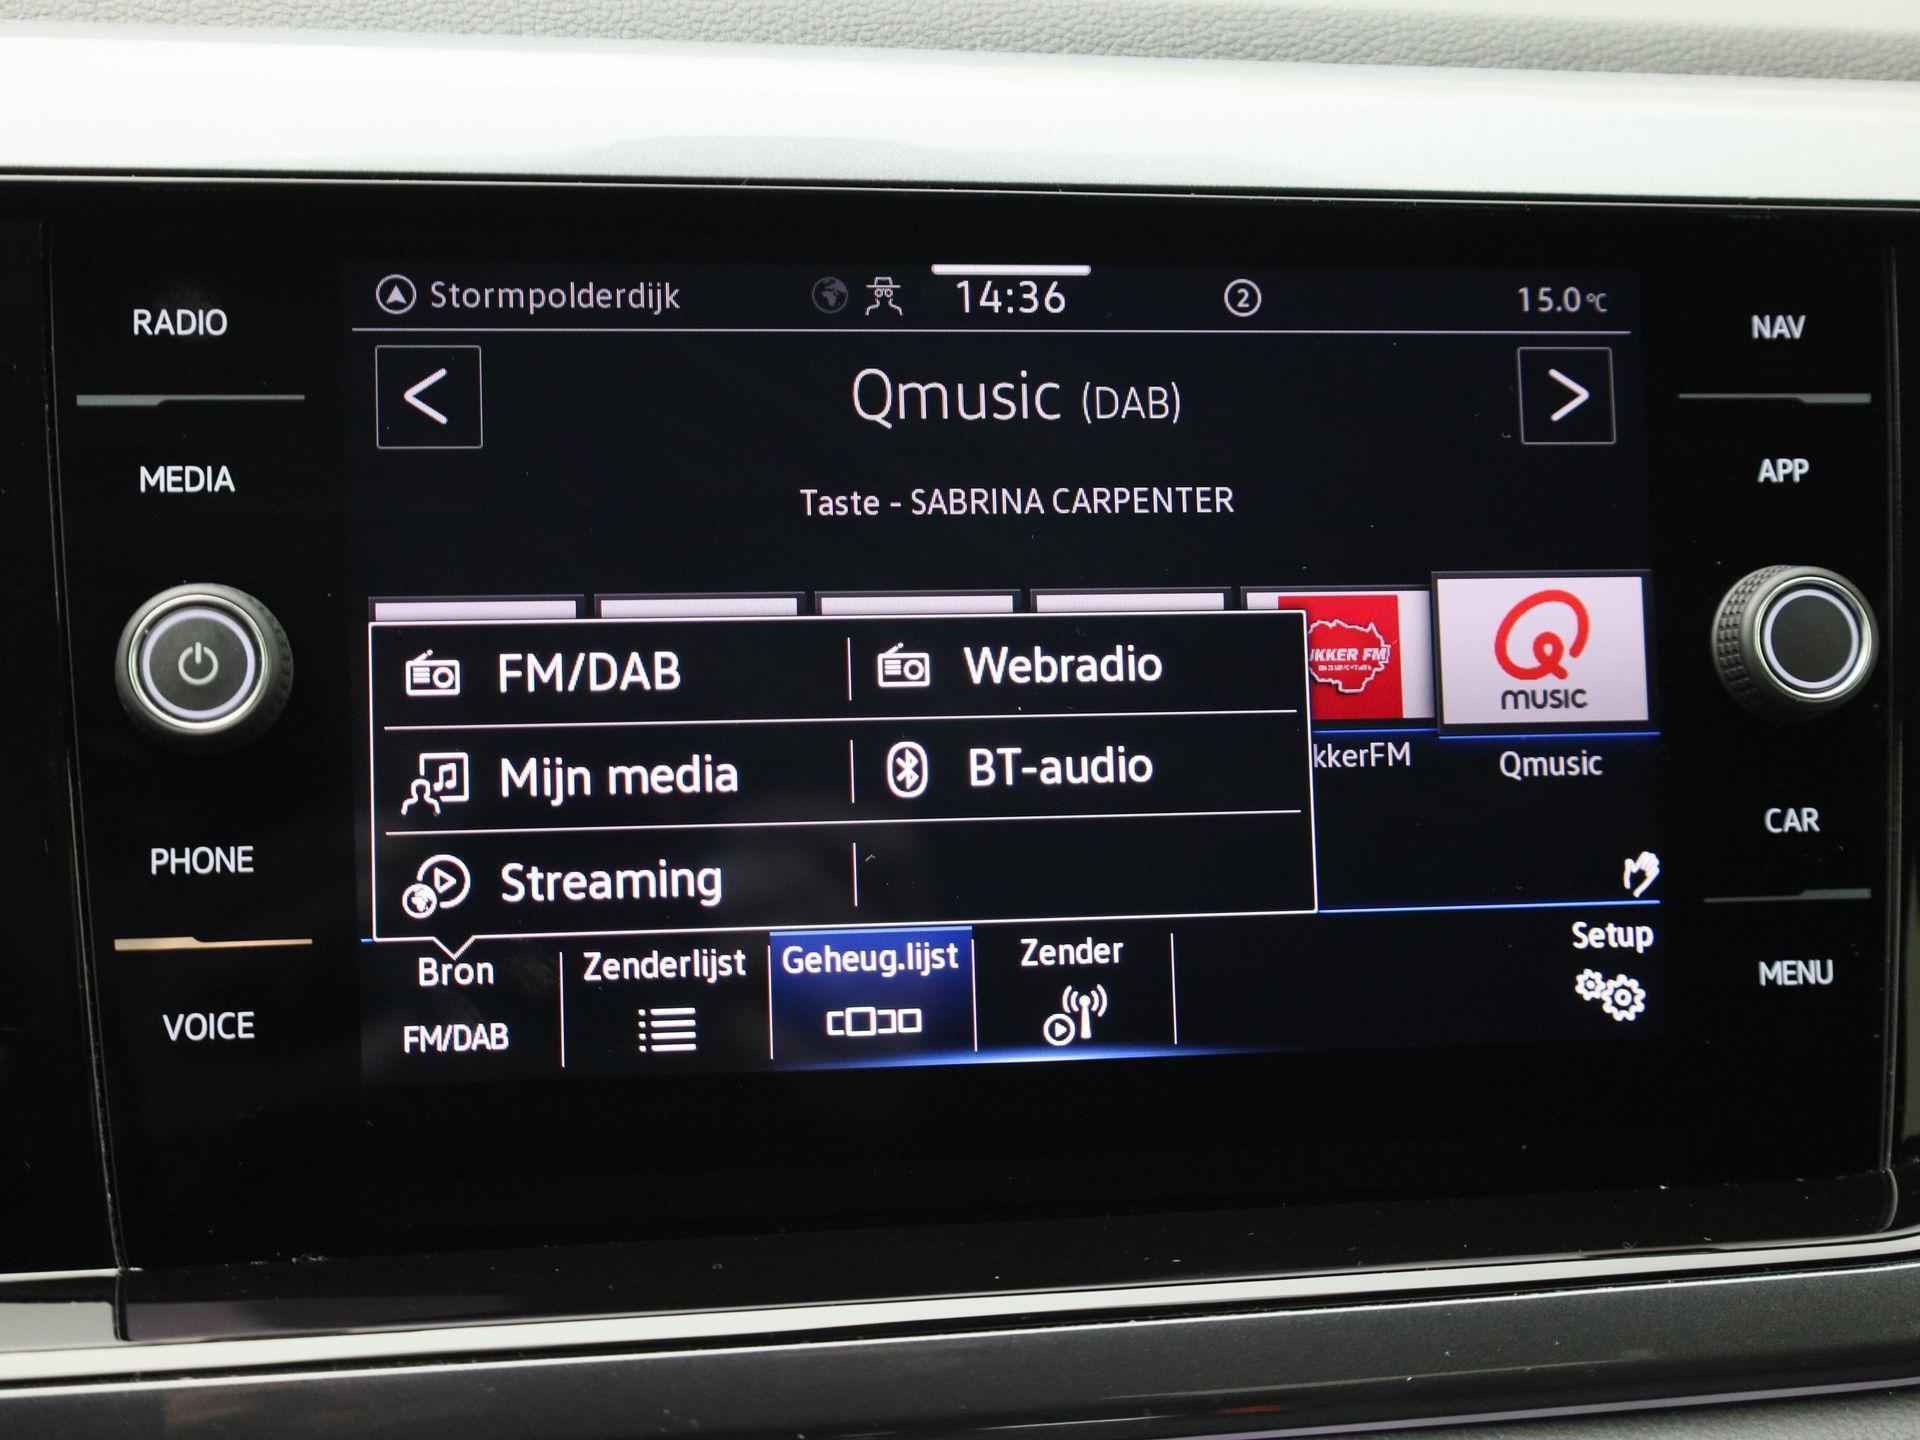 RADIO
MEDIA
PHONE
VOICE
Stormpolderdijk
14:36
2
15.0°C
<
Qmusic (DAB)
>
Taste - SABRINA CARPENTER
FM/DAB
Webradio
Mijn media
BT-audio
Streaming
KKER FM
MUSIC
kkerFM
Qmusic
Bron
FM/DAB
Zenderlijst
Geheug.lijst
Zender
Setup
NAV
APP
CAR
MENU